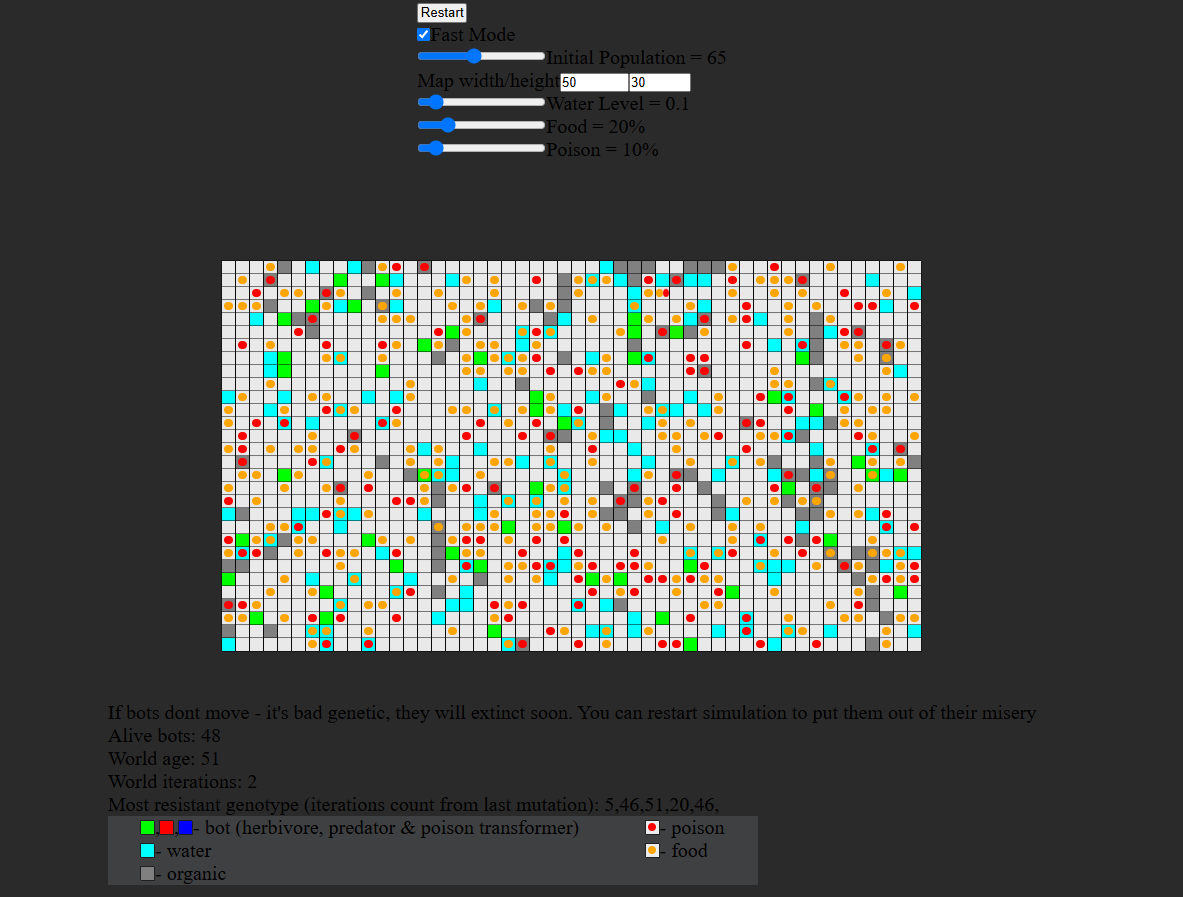 Restart
Fast Mode
Initial Population = 65
Map width/height 50 30
Water Level = 0.1
Food = 20%
Poison = 10%
If bots dont move - it's bad genetic, they will extinct soon. You can restart simulation to put them out of their misery
Alive bots: 48
World age: 51
World iterations: 2
Most resistant genotype (iterations count from last mutation): 5,46,51,20,46,
, , - bot (herbivore, predator & poison transformer) - poison
- water - food
- organic